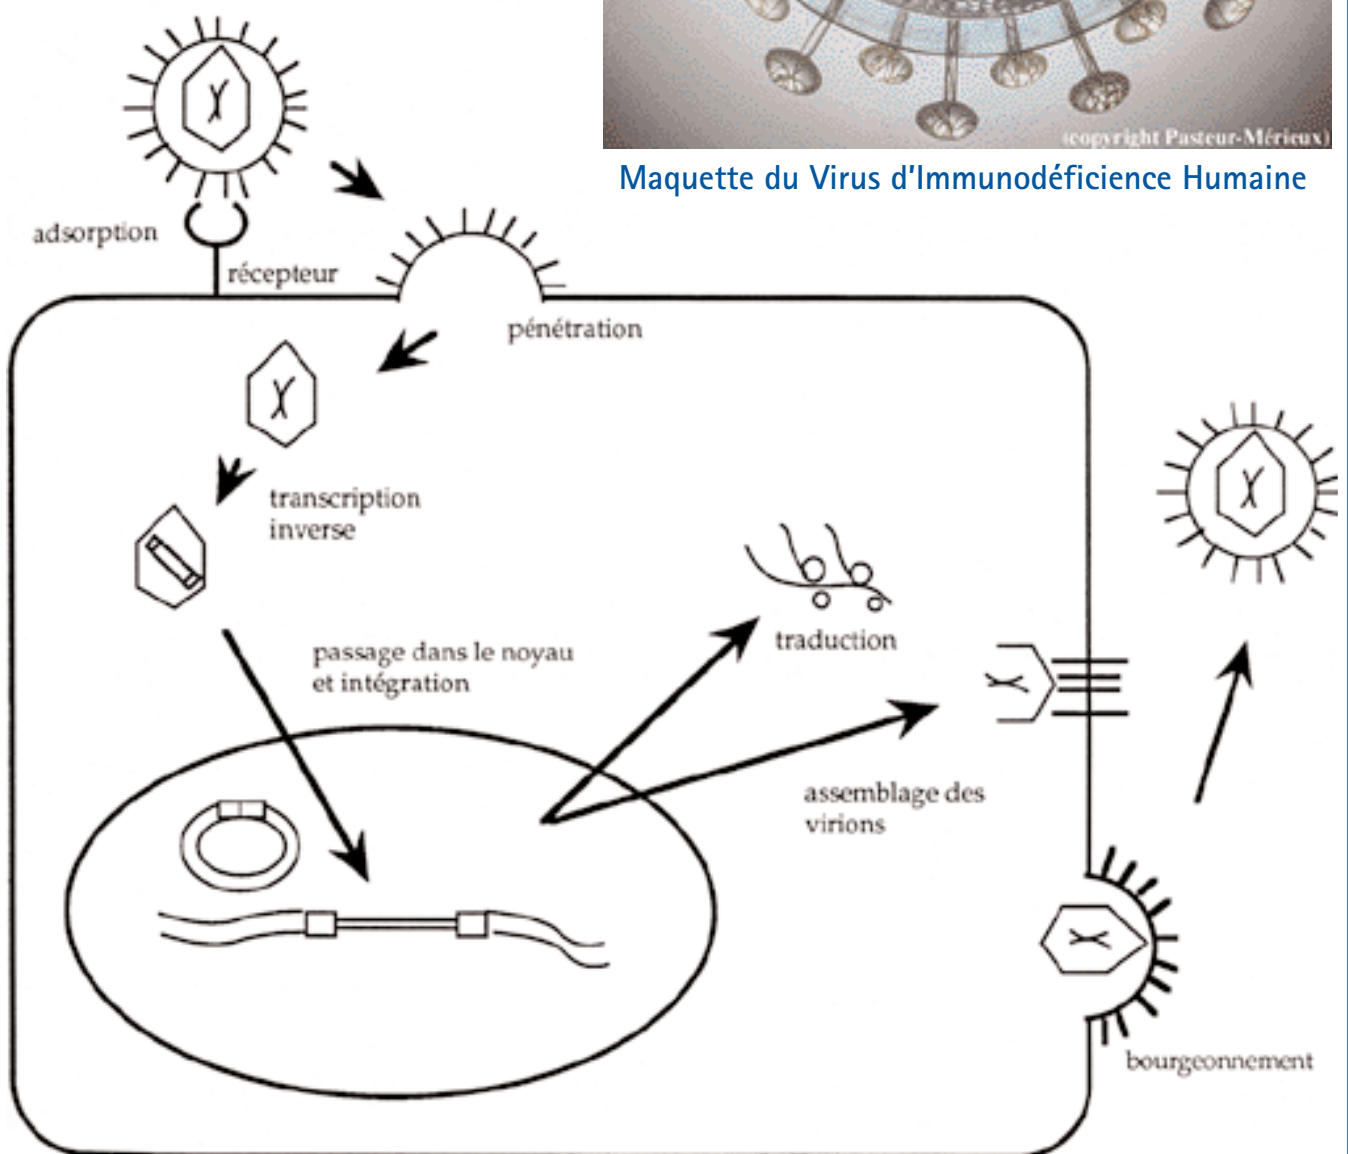 (copyright Pasteur-Mérieux)
Maquette du Virus d'Immunodéficience Humaine
adsorption
récepteur
pénétration
transcription
inverse
passage dans le noyau
et intégration
traduction
assemblage des
virions
bourgeonnement